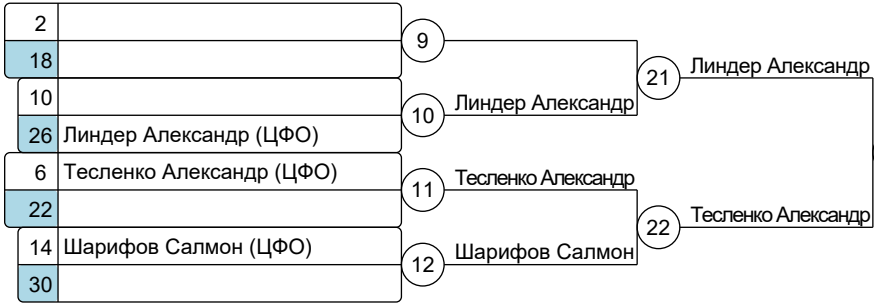 2
18
9
10
26 Линдер Александр (ЦФО)
10
Линдер Александр
21
Линдер Александр
6 Тесленко Александр (ЦФО)
22
11
Тесленко Александр
14 Шарифов Салмон (ЦФО)
30
12
Шарифов Салмон
22
Тесленко Александр